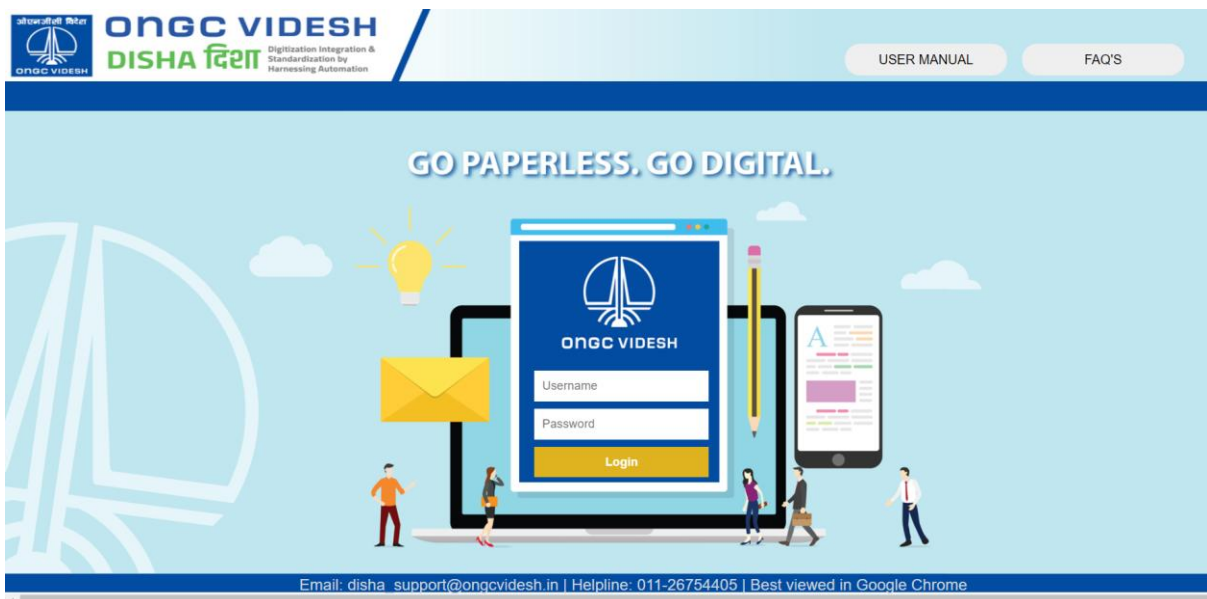 ओएनजीसी विदेश
ONGC VIDESH
ONGC VIDESH
DISHA दिशा
Digitization Integration &
Standardization by
Harnessing Automation
USER MANUAL
FAQ'S
GO PAPERLESS. GO DIGITAL.
ONGC VIDESH
Username
Password
Login
A
Email: disha_support@ongcvidesh.in | Helpline: 011-26754405 | Best viewed in Google Chrome